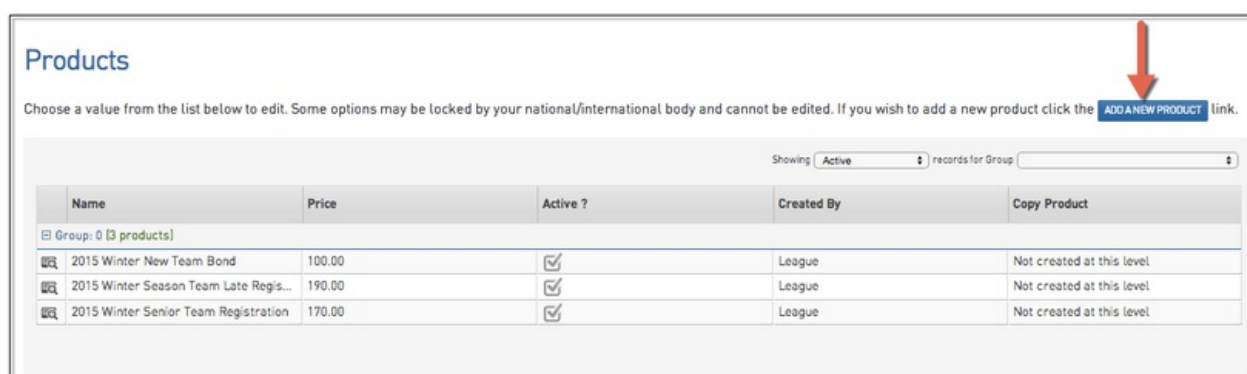 Products
Choose a value from the list below to edit. Some options may be locked by your national/international body and cannot be edited. If you wish to add a new product click the ADD A NEW PRODUCT link.
Showing Active records for Group
Name Price Active ? Created By Copy Product
Group: 0 (3 products)
2015 Winter New Team Bond 100.00 League Not created at this level
2015 Winter Season Team Late Regis... 190.00 League Not created at this level
2015 Winter Senior Team Registration 170.00 League Not created at this level